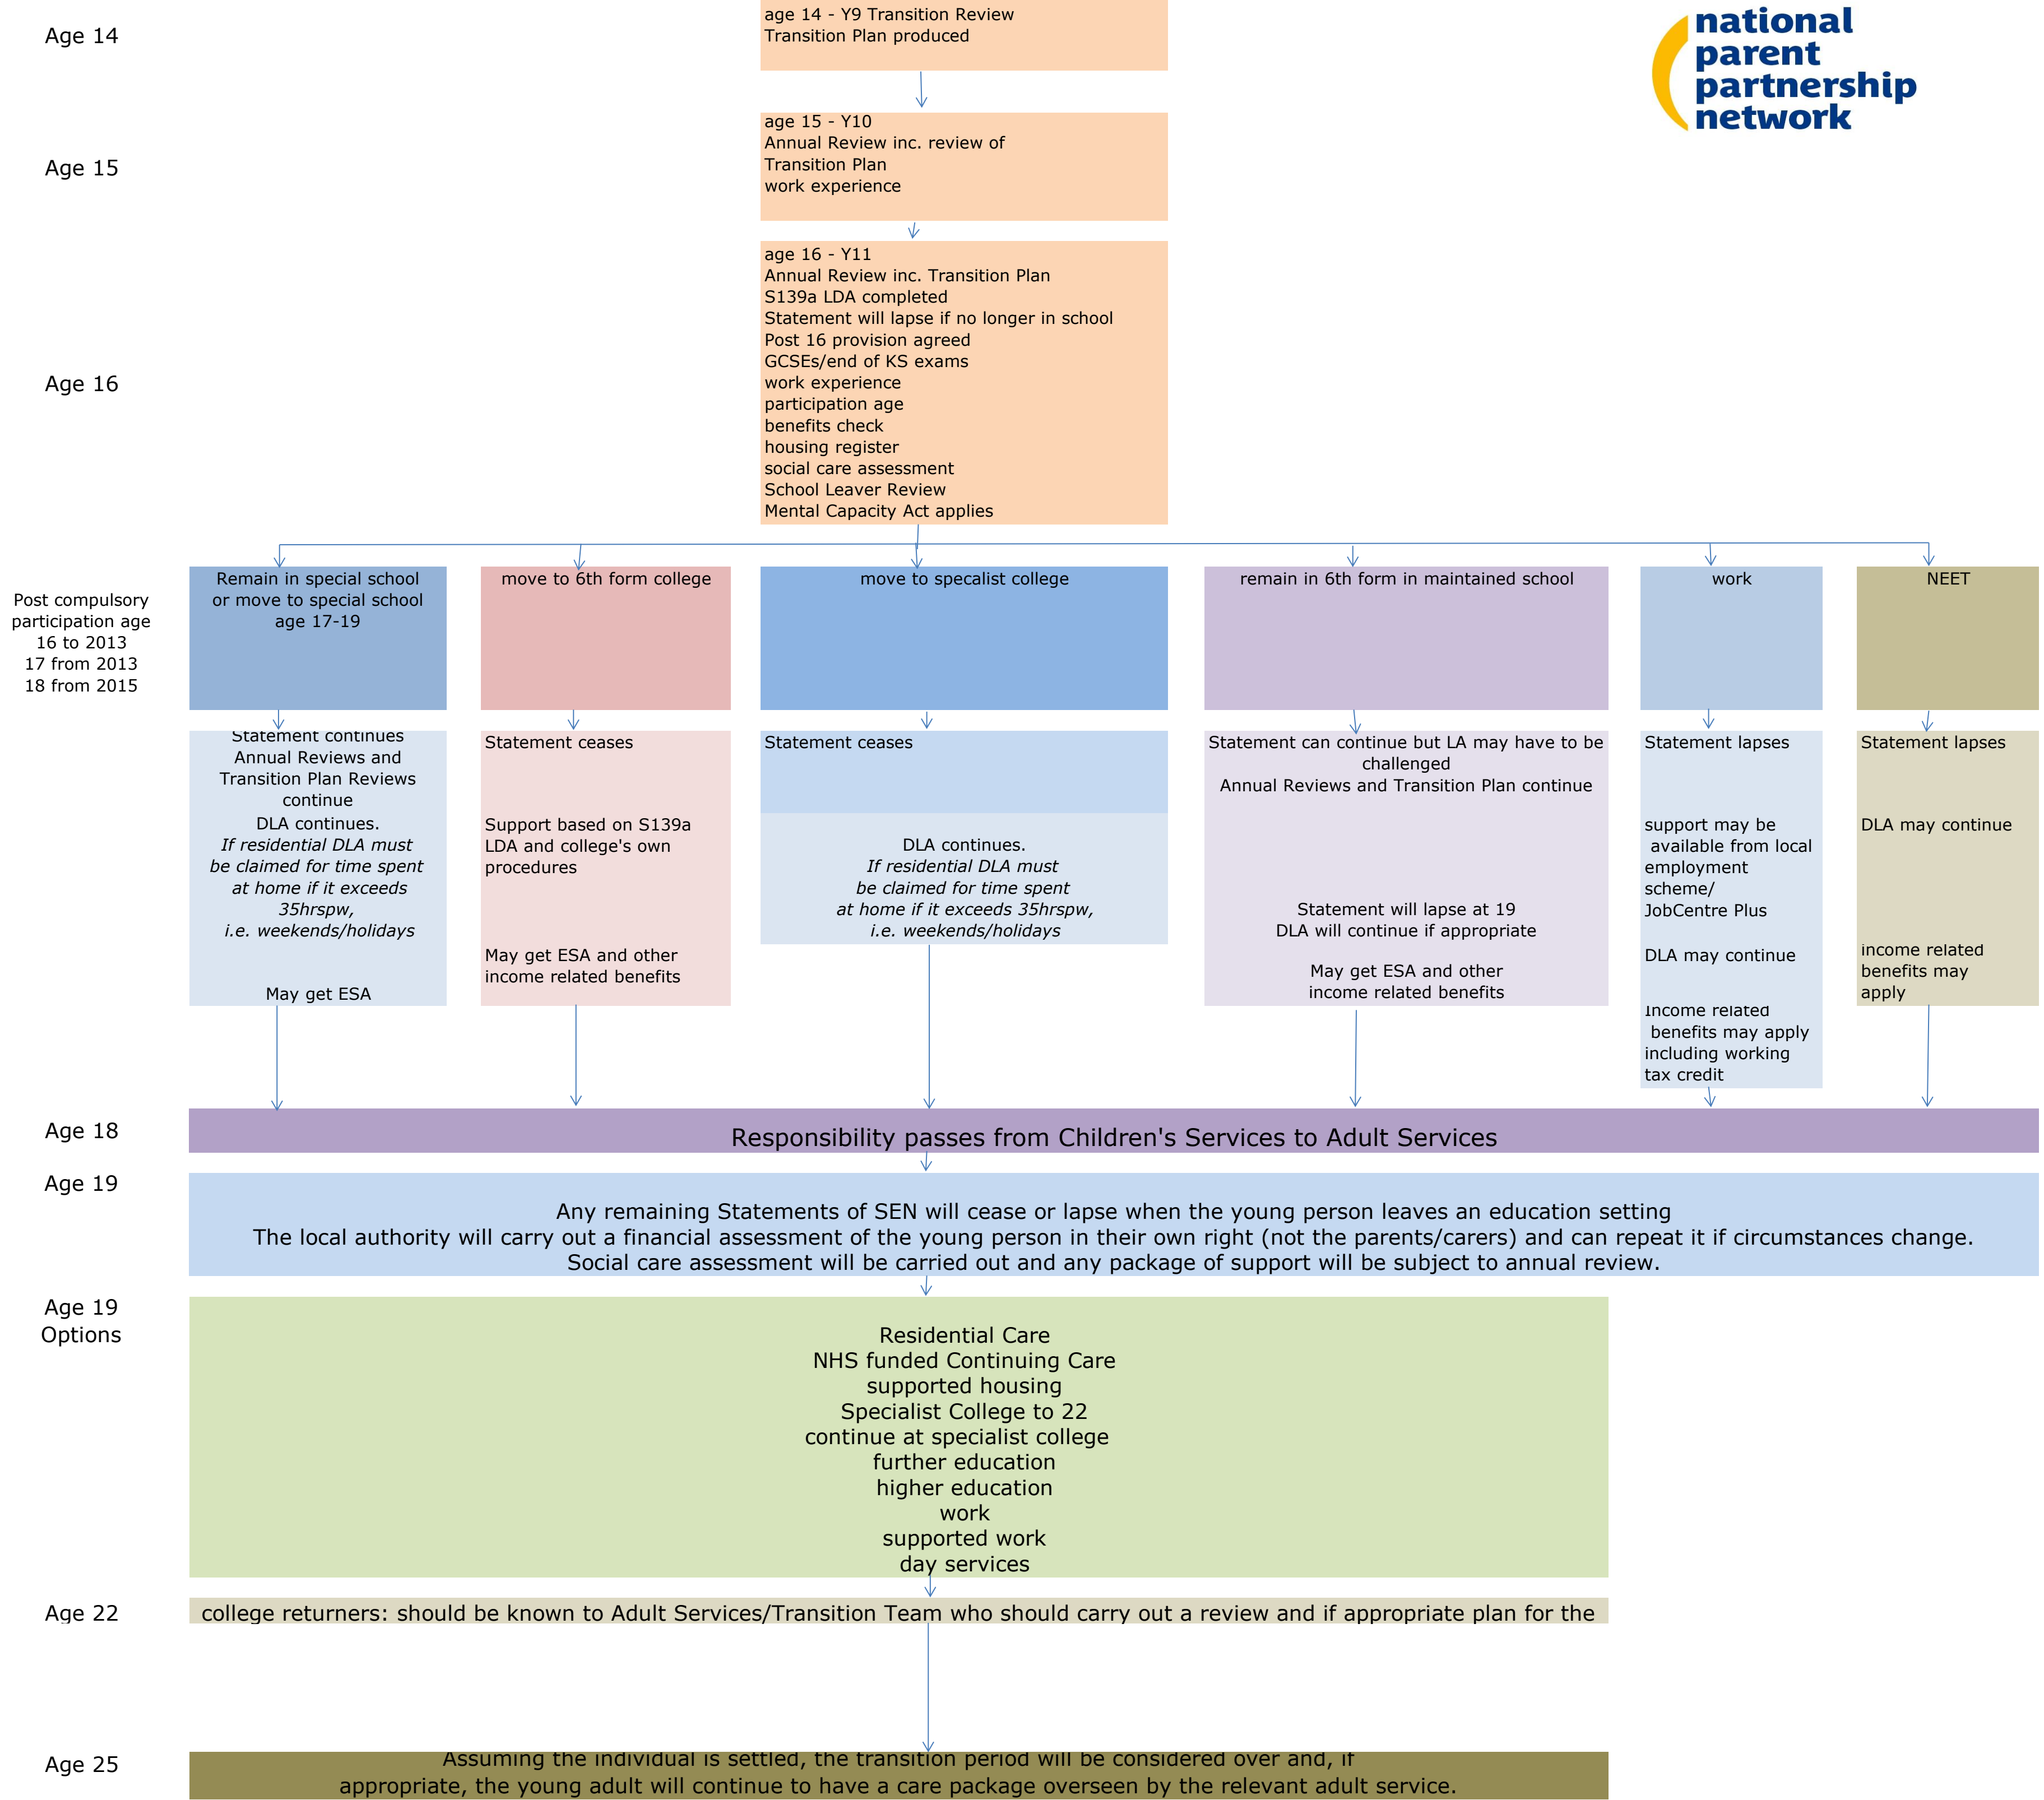 national
parent
partnership
network
Age 14
age 14 - Y9 Transition Review
Transition Plan produced
Age 15
age 15 - Y10
Annual Review inc. review of
Transition Plan
work experience
Age 16
age 16 - Y11
Annual Review inc. Transition Plan
S139a LDA completed
Statement will lapse if no longer in school
Post 16 provision agreed
GCSEs/end of KS exams
work experience
participation age
benefits check
housing register
social care assessment
School Leaver Review
Mental Capacity Act applies
Post compulsory
participation age
16 to 2013
17 from 2013
18 from 2015
Remain in special school
or move to special school
age 17-19
move to 6th form college
move to specalist college
remain in 6th form in maintained school
work
NEET
Statement continues
Annual Reviews and
Transition Plan Reviews
continue
DLA continues.
If residential DLA must
be claimed for time spent
at home if it exceeds
35hrspw,
i.e. weekends/holidays
May get ESA
Statement ceases
Support based on S139a
LDA and college's own
procedures
May get ESA and other
income related benefits
Statement ceases
DLA continues.
If residential DLA must
be claimed for time spent
at home if it exceeds 35hrspw,
i.e. weekends/holidays
Statement can continue but LA may have to be
challenged
Annual Reviews and Transition Plan continue
Statement will lapse at 19
DLA will continue if appropriate
May get ESA and other
income related benefits
Statement lapses
support may be
available from local
employment
scheme/
JobCentre Plus
DLA may continue
Income related
benefits may apply
including working
tax credit
Statement lapses
DLA may continue
income related
benefits may
apply
Age 18
Responsibility passes from Children's Services to Adult Services
Age 19
Any remaining Statements of SEN will cease or lapse when the young person leaves an education setting
The local authority will carry out a financial assessment of the young person in their own right (not the parents/carers) and can repeat it if circumstances change.
Social care assessment will be carried out and any package of support will be subject to annual review.
Age 19
Options
Residential Care
NHS funded Continuing Care
supported housing
Specialist College to 22
continue at specialist college
further education
higher education
work
supported work
day services
Age 22
college returners: should be known to Adult Services/Transition Team who should carry out a review and if appropriate plan for the
Age 25
Assuming the individual is settled, the transition period will be considered over and, if
appropriate, the young adult will continue to have a care package overseen by the relevant adult service.